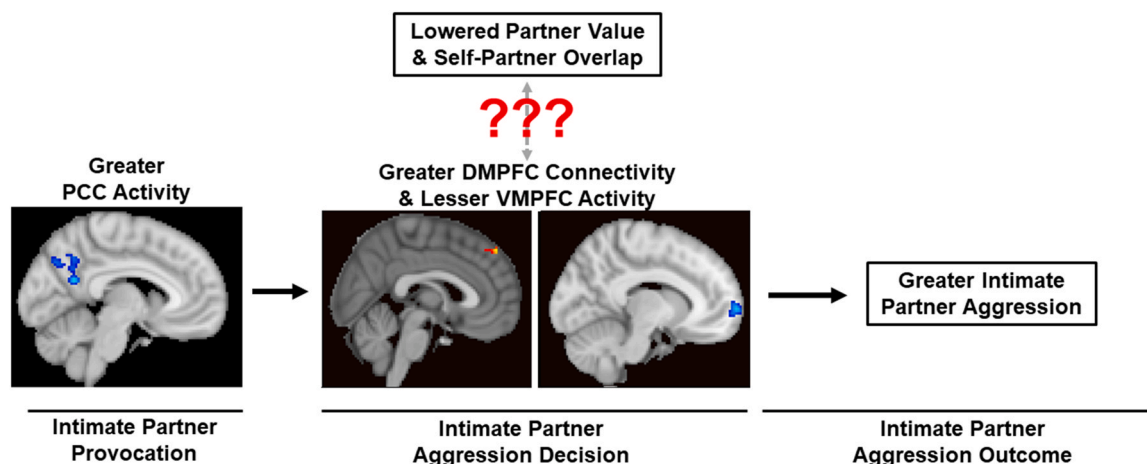 Lowered Partner Value
& Self-Partner Overlap
???
Greater
PCC Activity
Greater DMPFC Connectivity
& Lesser VMPFC Activity
Greater Intimate
Partner Aggression
Intimate Partner
Provocation
Intimate Partner
Aggression Decision
Intimate Partner
Aggression Outcome